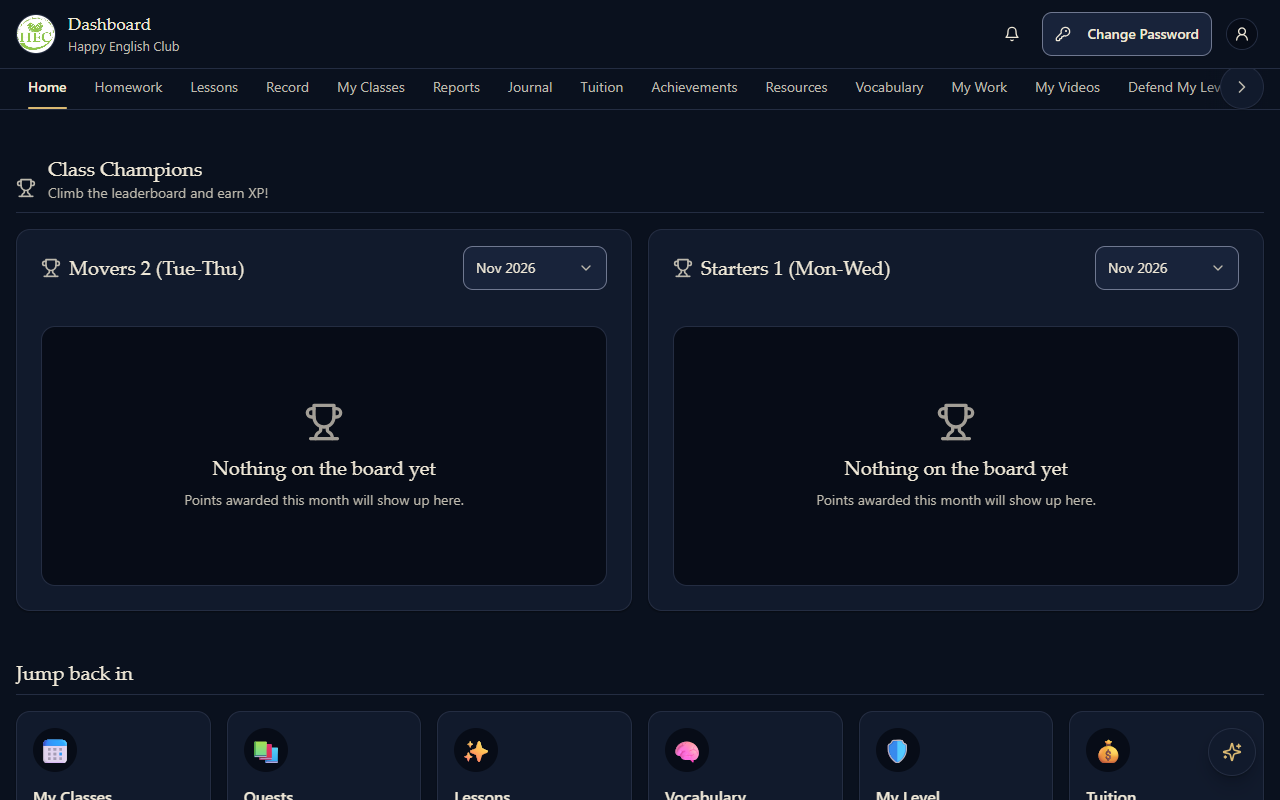 HEC
Dashboard
Happy English Club
Change Password
Home
Homework
Lessons
Record
My Classes
Reports
Journal
Tuition
Achievements
Resources
Vocabulary
My Work
My Videos
Defend My Lev
Class Champions
Climb the leaderboard and earn XP!
Movers 2 (Tue-Thu)
Nov 2026
Nothing on the board yet
Points awarded this month will show up here.
Starters 1 (Mon-Wed)
Nov 2026
Nothing on the board yet
Points awarded this month will show up here.
Jump back in
My Classes
Quests
Lessons
Vocabulary
My Level
Tuition